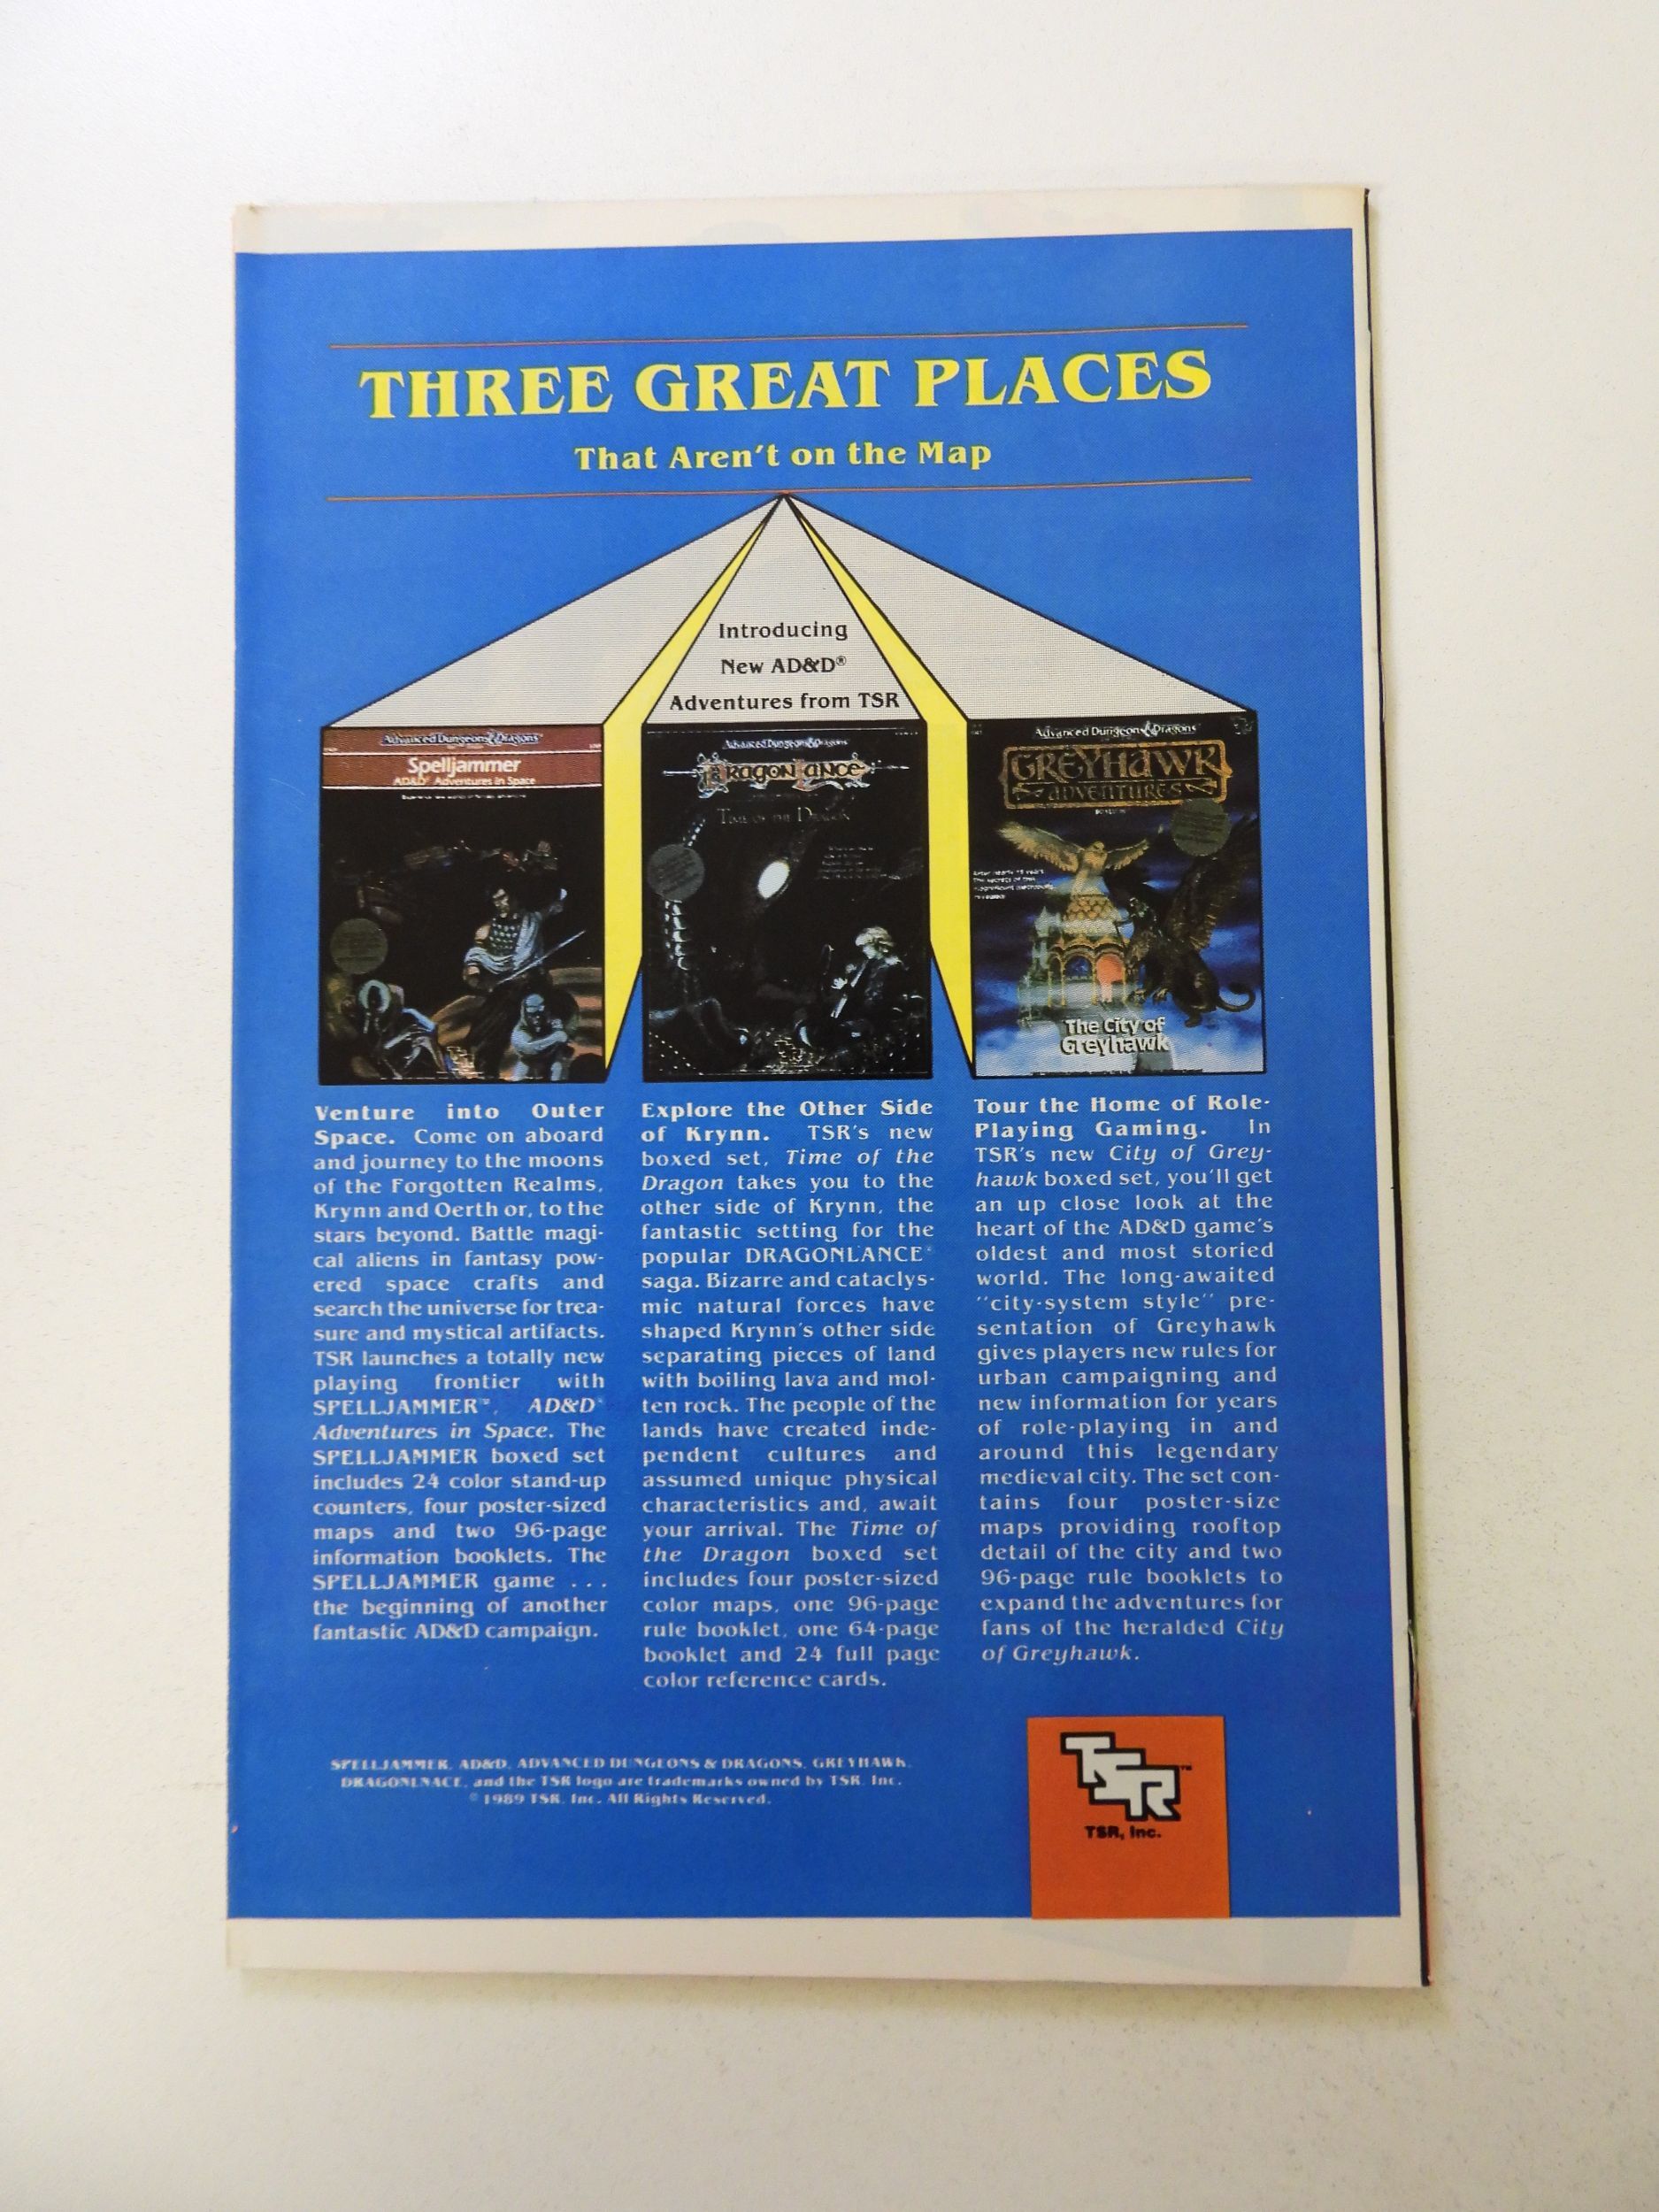 THREE GREAT PLACES
That Aren't on the Map
Introducing
New AD&D®
Adventures from TSR
Advanced Dungeons & Dragons
Spelljammer
AD&D® Adventures in Space
Advanced Dungeons & Dragons
DRAGONLANCE
TIME OF THE DRAGON
Advanced Dungeons & Dragons
GREYHAWK
ADVENTURES
After nearly 15 years
the secrets of this
magnificent metropolis
revealed
The City of
Greyhawk
Venture into Outer
Space. Come on aboard
and journey to the moons
of the Forgotten Realms,
Krynn and Oerth or, to the
stars beyond. Battle magi-
cal aliens in fantasy pow-
ered space crafts and
search the universe for trea-
sure and mystical artifacts.
TSR launches a totally new
playing frontier with
SPELLJAMMER™, AD&D®
Adventures in Space. The
SPELLJAMMER boxed set
includes 24 color stand-up
counters, four poster-sized
maps and two 96-page
information booklets. The
SPELLJAMMER game ...
the beginning of another
fantastic AD&D campaign.
Explore the Other Side
of Krynn. TSR's new
boxed set, Time of the
Dragon takes you to the
other side of Krynn, the
fantastic setting for the
popular DRAGONLANCE®
saga. Bizarre and cataclys-
mic natural forces have
shaped Krynn's other side
separating pieces of land
with boiling lava and mol-
ten rock. The people of the
lands have created inde-
pendent cultures and
assumed unique physical
characteristics and, await
your arrival. The Time of
the Dragon boxed set
includes four poster-sized
color maps, one 96-page
rule booklet, one 64-page
booklet and 24 full page
color reference cards.
Tour the Home of Role-
Playing Gaming. In
TSR's new City of Grey-
hawk boxed set, you'll get
an up close look at the
heart of the AD&D game's
oldest and most storied
world. The long-awaited
"city-system style" pre-
sentation of Greyhawk
gives players new rules for
urban campaigning and
new information for years
of role-playing in and
around this legendary
medieval city. The set con-
tains four poster-size
maps providing rooftop
detail of the city and two
96-page rule booklets to
expand the adventures for
fans of the heralded City
of Greyhawk.
SPELLJAMMER, AD&D, ADVANCED DUNGEONS & DRAGONS, GREYHAWK,
DRAGONLNACE, and the TSR logo are trademarks owned by TSR, Inc.
©1989 TSR, Inc. All Rights Reserved.
TSR™
TSR, Inc.